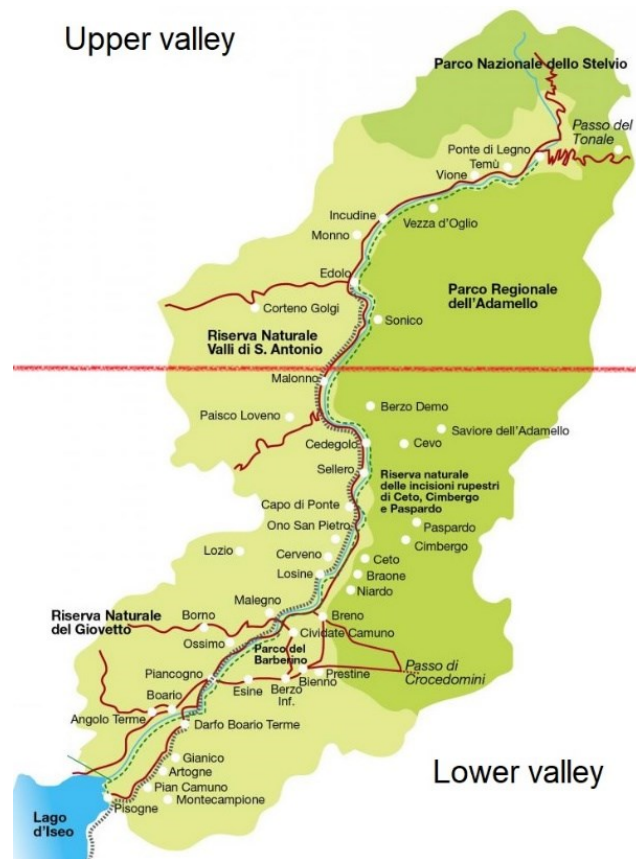 Upper valley
Parco Nazionale dello Stelvio
Passo del
Tonale
Ponte di Legno
Temù
Vione
Incudine
Vezza d'Oglio
Monno
Edolo
Parco Regionale
dell'Adamello
Corteno Golgi
Sonico
Riserva Naturale
Valli di S. Antonio
Malonno
Berzo Demo
Paisco Loveno
Saviore dell'Adamello
Cedegolo
Cevo
Sellero
Riserva naturale
delle incisioni rupestri
di Ceto, Cimbergo
e Paspardo
Capo di Ponte
Ono San Pietro
Paspardo
Cimbergo
Lozio
Cerveno
Ceto
Losine
Braone
Niardo
Malegno
Riserva Naturale
del Giovetto
Borno
Breno
Cividate Camuno
Ossimo
Parco del
Barberino
Passo di
Crocedomini
Piancogno
Prestine
Bienno
Esine
Berzo
Inf.
Boario
Angolo Terme
Darfo Boario Terme
Gianico
Artogne
Pian Camuno
Montecampione
Pisogne
Lower valley
Lago
d'Iseo